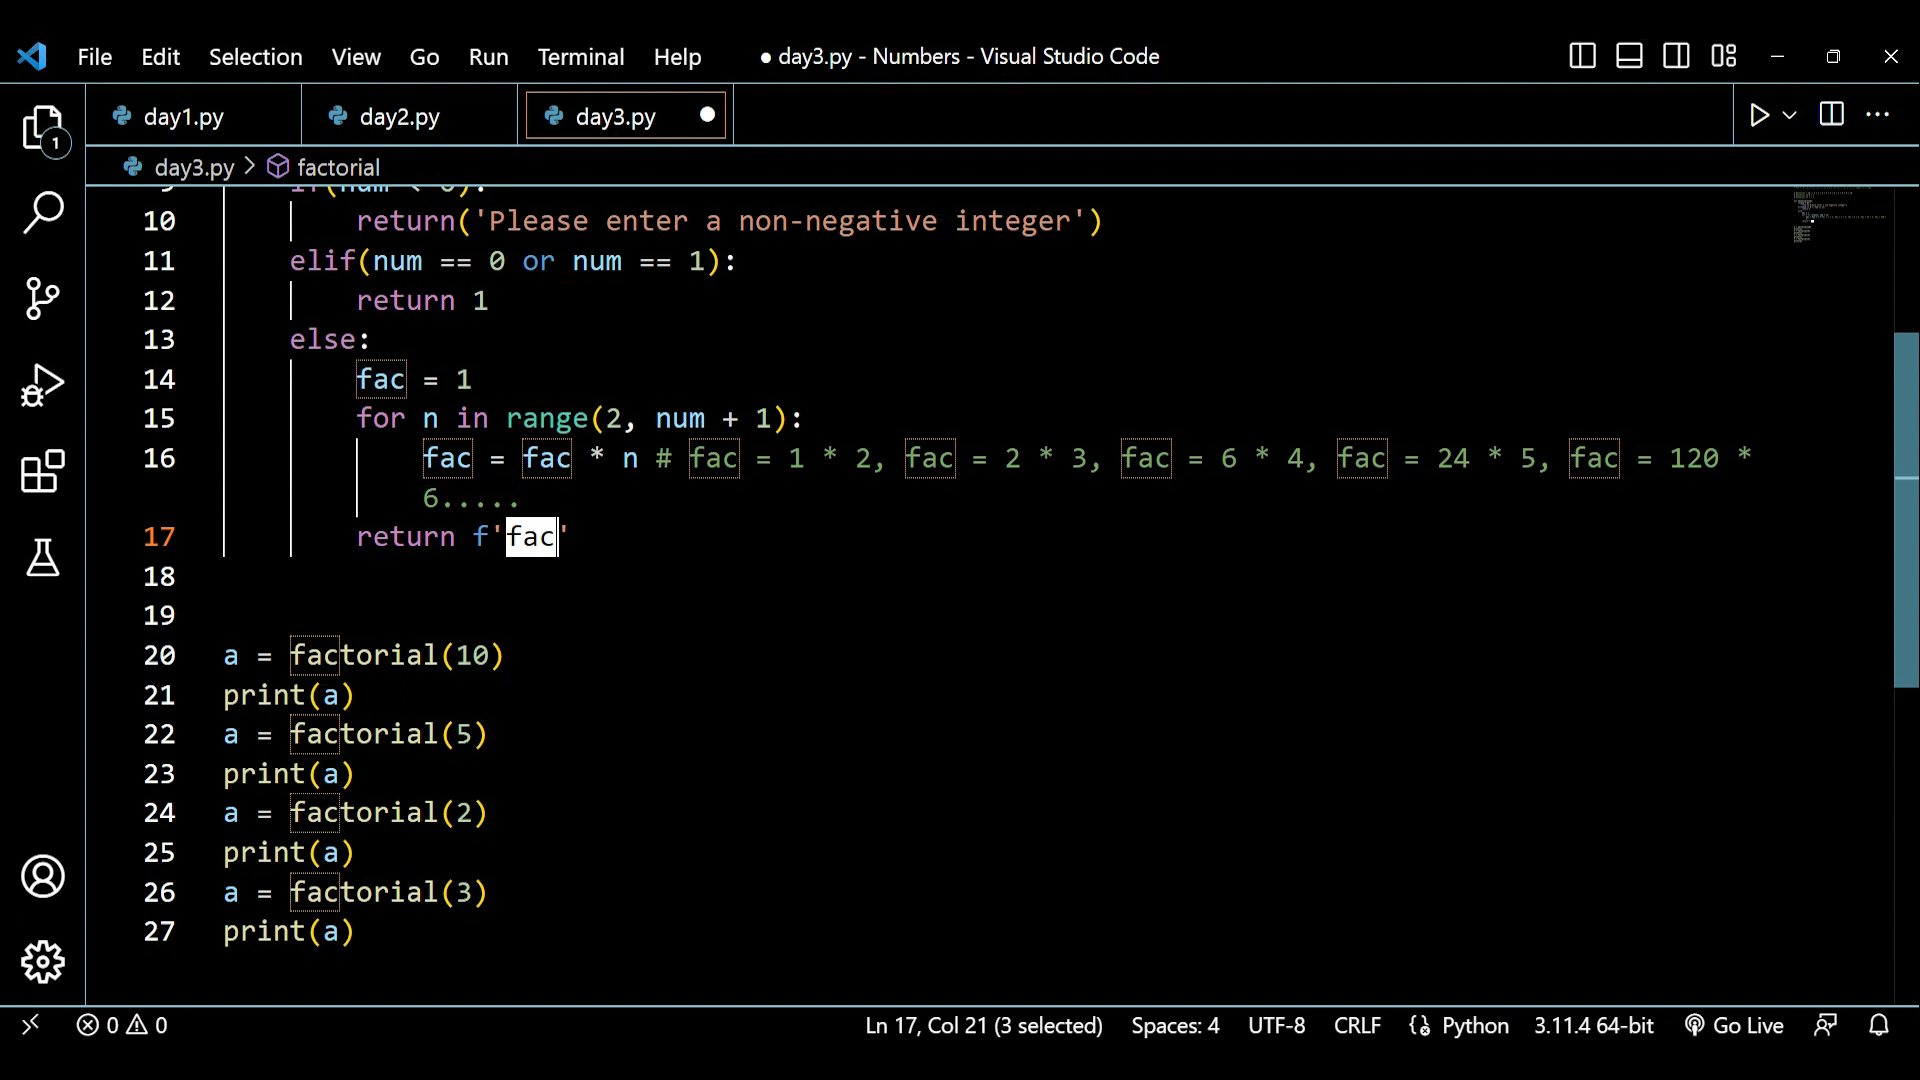 File Edit Selection View Go Run Terminal Help ● day3.py - Numbers - Visual Studio Code
day1.py day2.py day3.py
1
day3.py > factorial
10 return('Please enter a non-negative integer')
11 elif(num == 0 or num == 1):
12 return 1
13 else:
14 fac = 1
15 for n in range(2, num + 1):
16 fac = fac * n # fac = 1 * 2, fac = 2 * 3, fac = 6 * 4, fac = 24 * 5, fac = 120 *
6.....
17 return f'fac'
18
19
20 a = factorial(10)
21 print(a)
22 a = factorial(5)
23 print(a)
24 a = factorial(2)
25 print(a)
26 a = factorial(3)
27 print(a)
0 0 Ln 17, Col 21 (3 selected) Spaces: 4 UTF-8 CRLF Python 3.11.4 64-bit Go Live